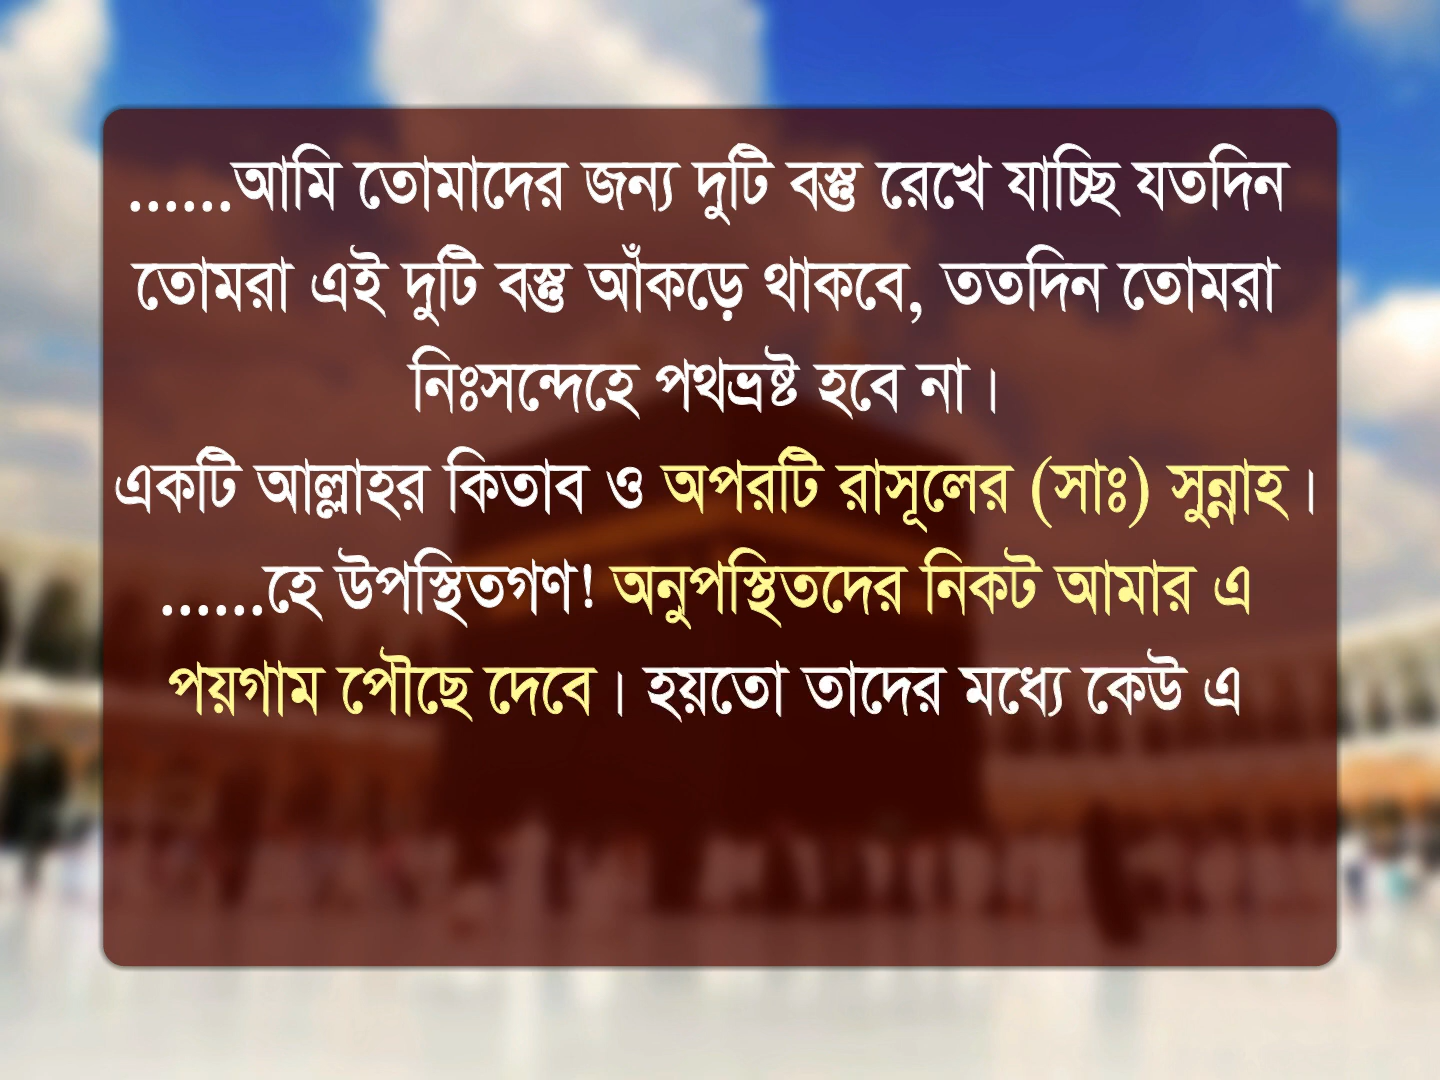 ......আমি তোমাদের জন্য দুটি বস্তু রেখে যাচ্ছি যতদিন
তোমরা এই দুটি বস্তু আঁকড়ে থাকবে, ততদিন তোমরা
নিঃসন্দেহে পথভ্রষ্ট হবে না।
একটি আল্লাহর কিতাব ও অপরটি রাসূলের (সাঃ) সুন্নাহ।
......হে উপস্থিতগণ! অনুপস্থিতদের নিকট আমার এ
পয়গাম পৌছে দেবে। হয়তো তাদের মধ্যে কেউ এ